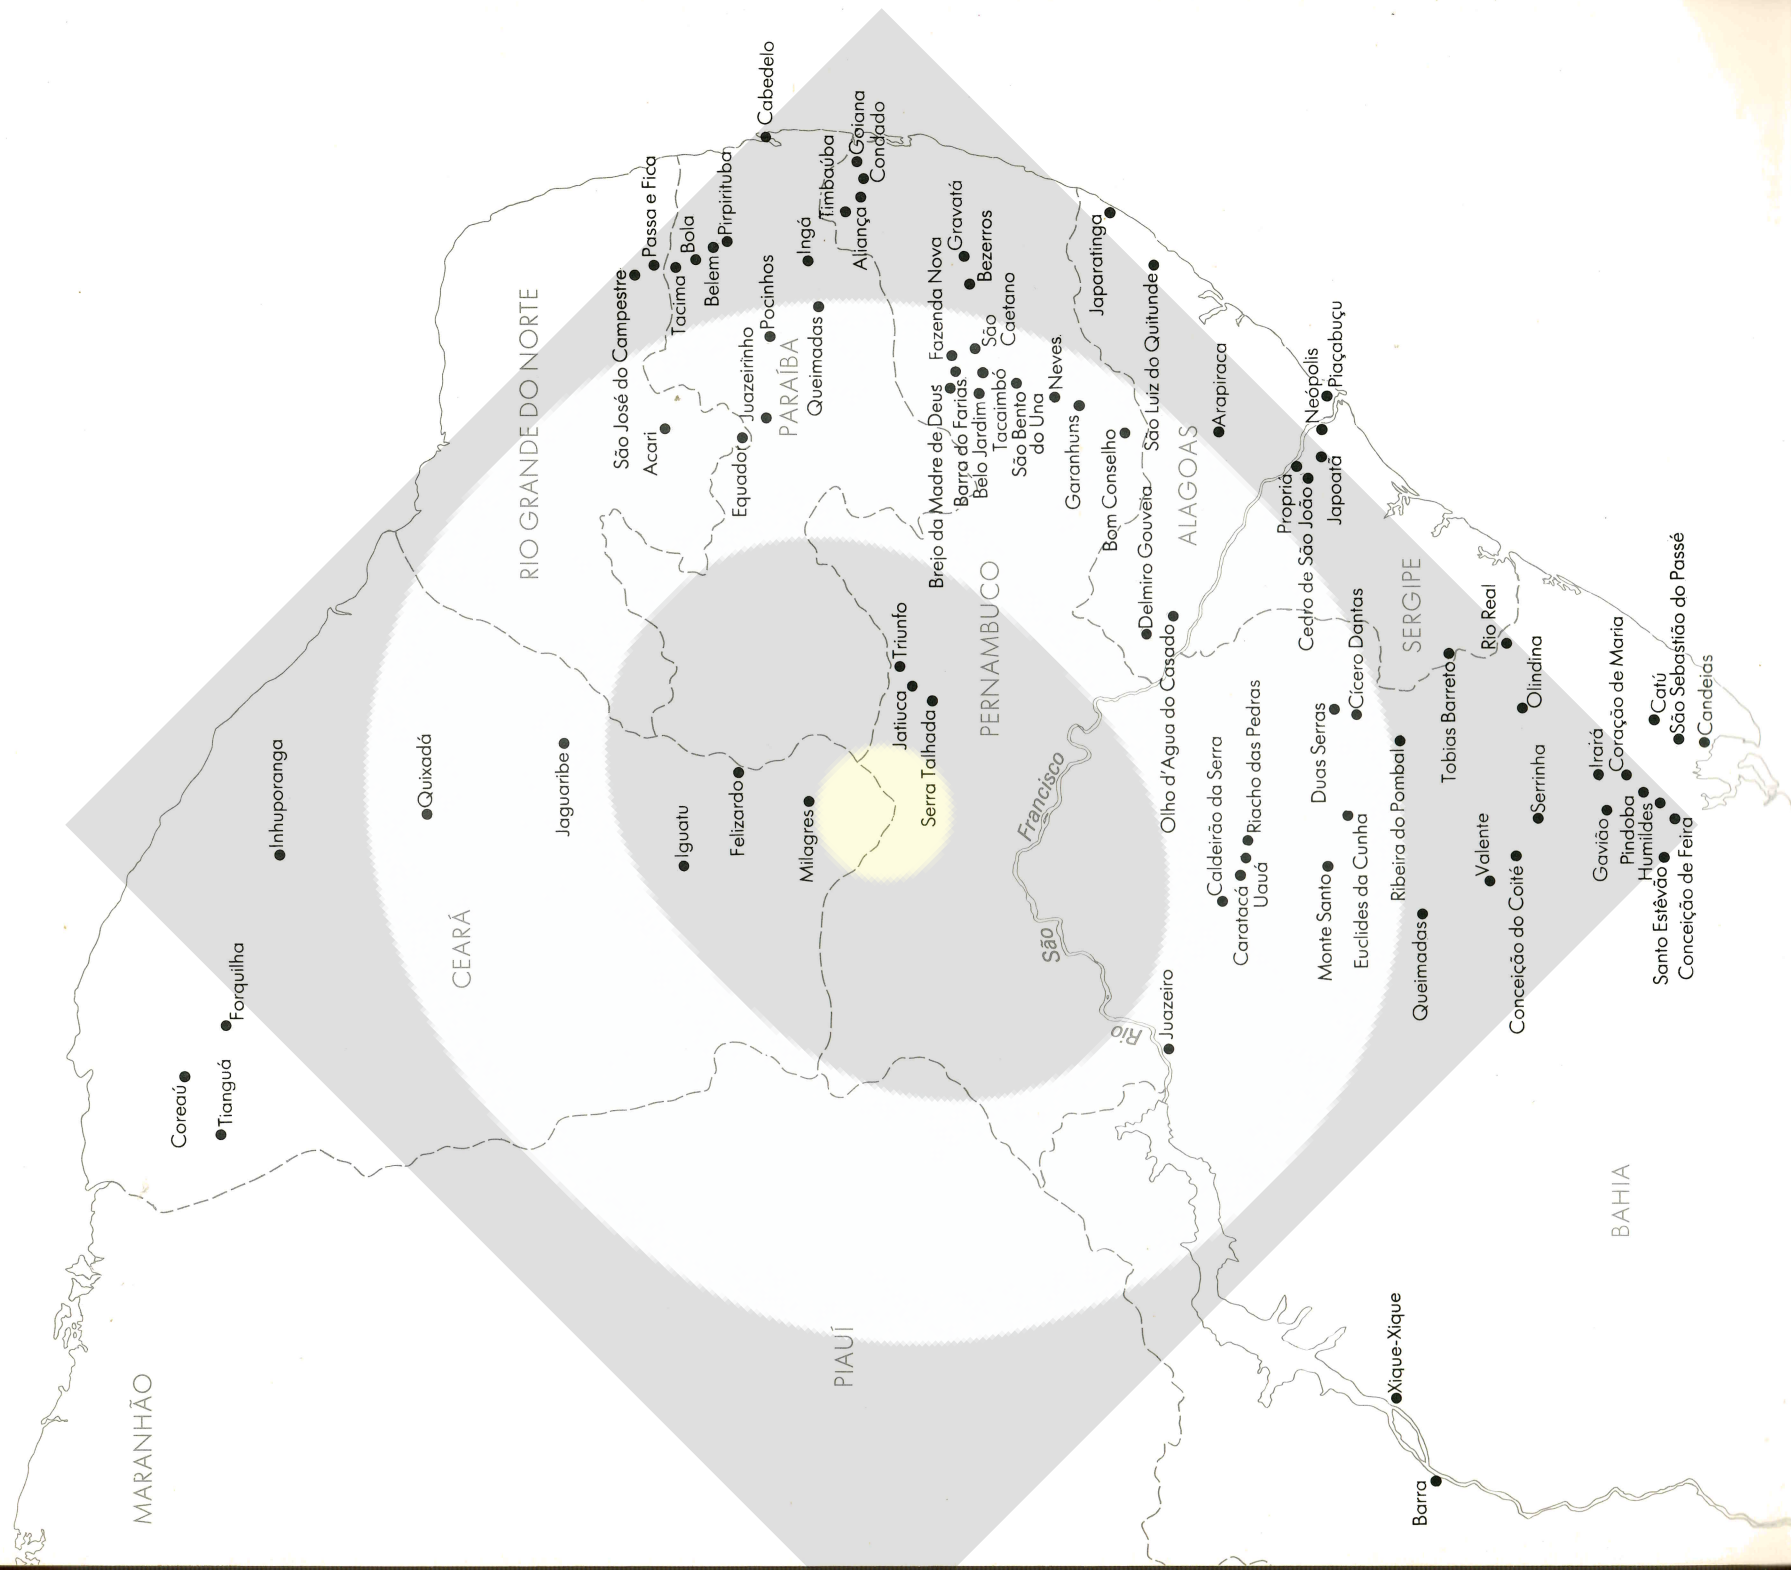 MARANHÃO
Coreaú
Tianguá
Forquilha
Inhuporanga
Quixadá
CEARÁ
Jaguaribe
RIO GRANDE DO NORTE
São José do Campestre
Passa e Fica
Acari
Tacima
Bola
Belem
Pirpirituba
Cabedelo
Iguatu
Felizardo
Equador
Juazeirinho
Pocinhos
PARAÍBA
Ingá
Queimadas
Milagres
Timbaúba
Goiana
Condado
Aliança
PIAUÍ
Jatiuca
Triunfo
Serra Talhada
PERNAMBUCO
Brejo da Madre de Deus
Fazenda Nova
Gravatá
Bezerros
Barra do Farias
Belo Jardim
São
Caetano
Tacaimbó
São Bento
do Una
Neves.
Garanhuns
Bom Conselho
Japaratinga
Rio
São
Francisco
Juazeiro
Delmiro Gouveia
São Luiz do Quitunde
Olho d'Agua do Casado
ALAGOAS
Arapiraca
Caldeirão da Serra
Caratacá
Riacho das Pedras
Uauá
Propria
Cedro de São João
Neópolis
Piaçabuçu
Japoatã
Monte Santo
Duas Serras
Cícero Dantas
Euclides da Cunha
Ribeira do Pombal
SERGIPE
Xique-Xique
Barra
Queimadas
Tobias Barreto
Valente
Rio Real
Conceição do Coité
Olindina
Serrinha
BAHIA
Gavião
Irará
Coração de Maria
Pindoba
Humildes
Santo Estêvão
Conceição de Feira
Catú
São Sebastião do Passé
Candeias